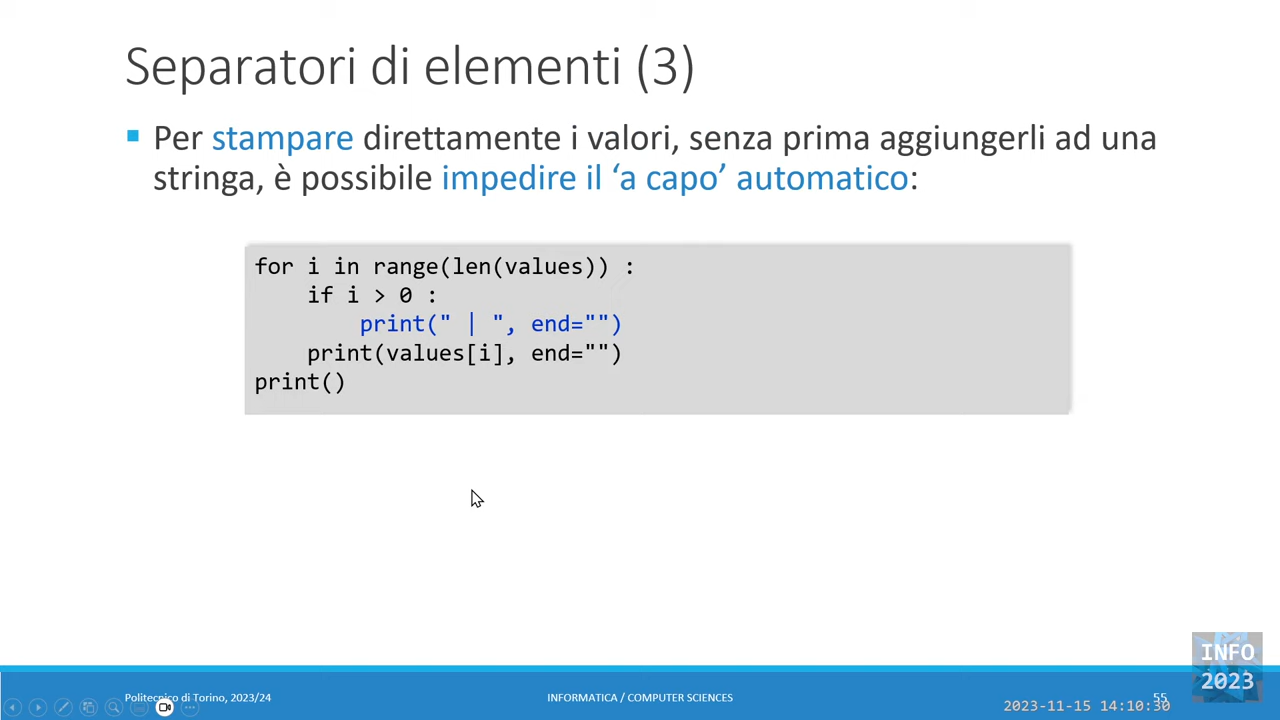 Separatori di elementi (3)
Per stampare direttamente i valori, senza prima aggiungerli ad una
stringa, è possibile impedire il ‘a capo’ automatico:
for i in range(len(values)) :
    if i > 0 :
        print(" | ", end="")
    print(values[i], end="")
print()
INFO
2023
Politecnico di Torino, 2023/24
INFORMATICA / COMPUTER SCIENCES
55
2023-11-15 14:10:30